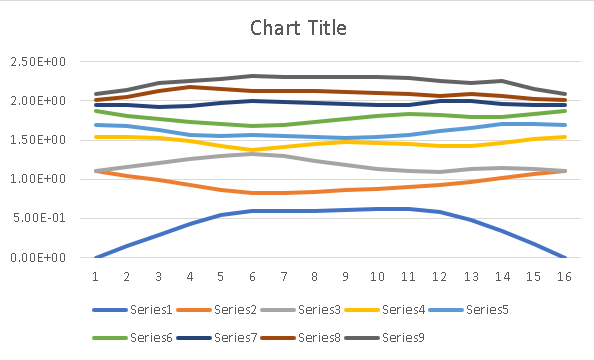 Chart Title
2.50E+00
2.00E+00
1.50E+00
1.00E+00
5.00E-01
0.00E+00
1 2 3 4 5 6 7 8 9 10 11 12 13 14 15 16
Series1 Series2 Series3 Series4 Series5
Series6 Series7 Series8 Series9